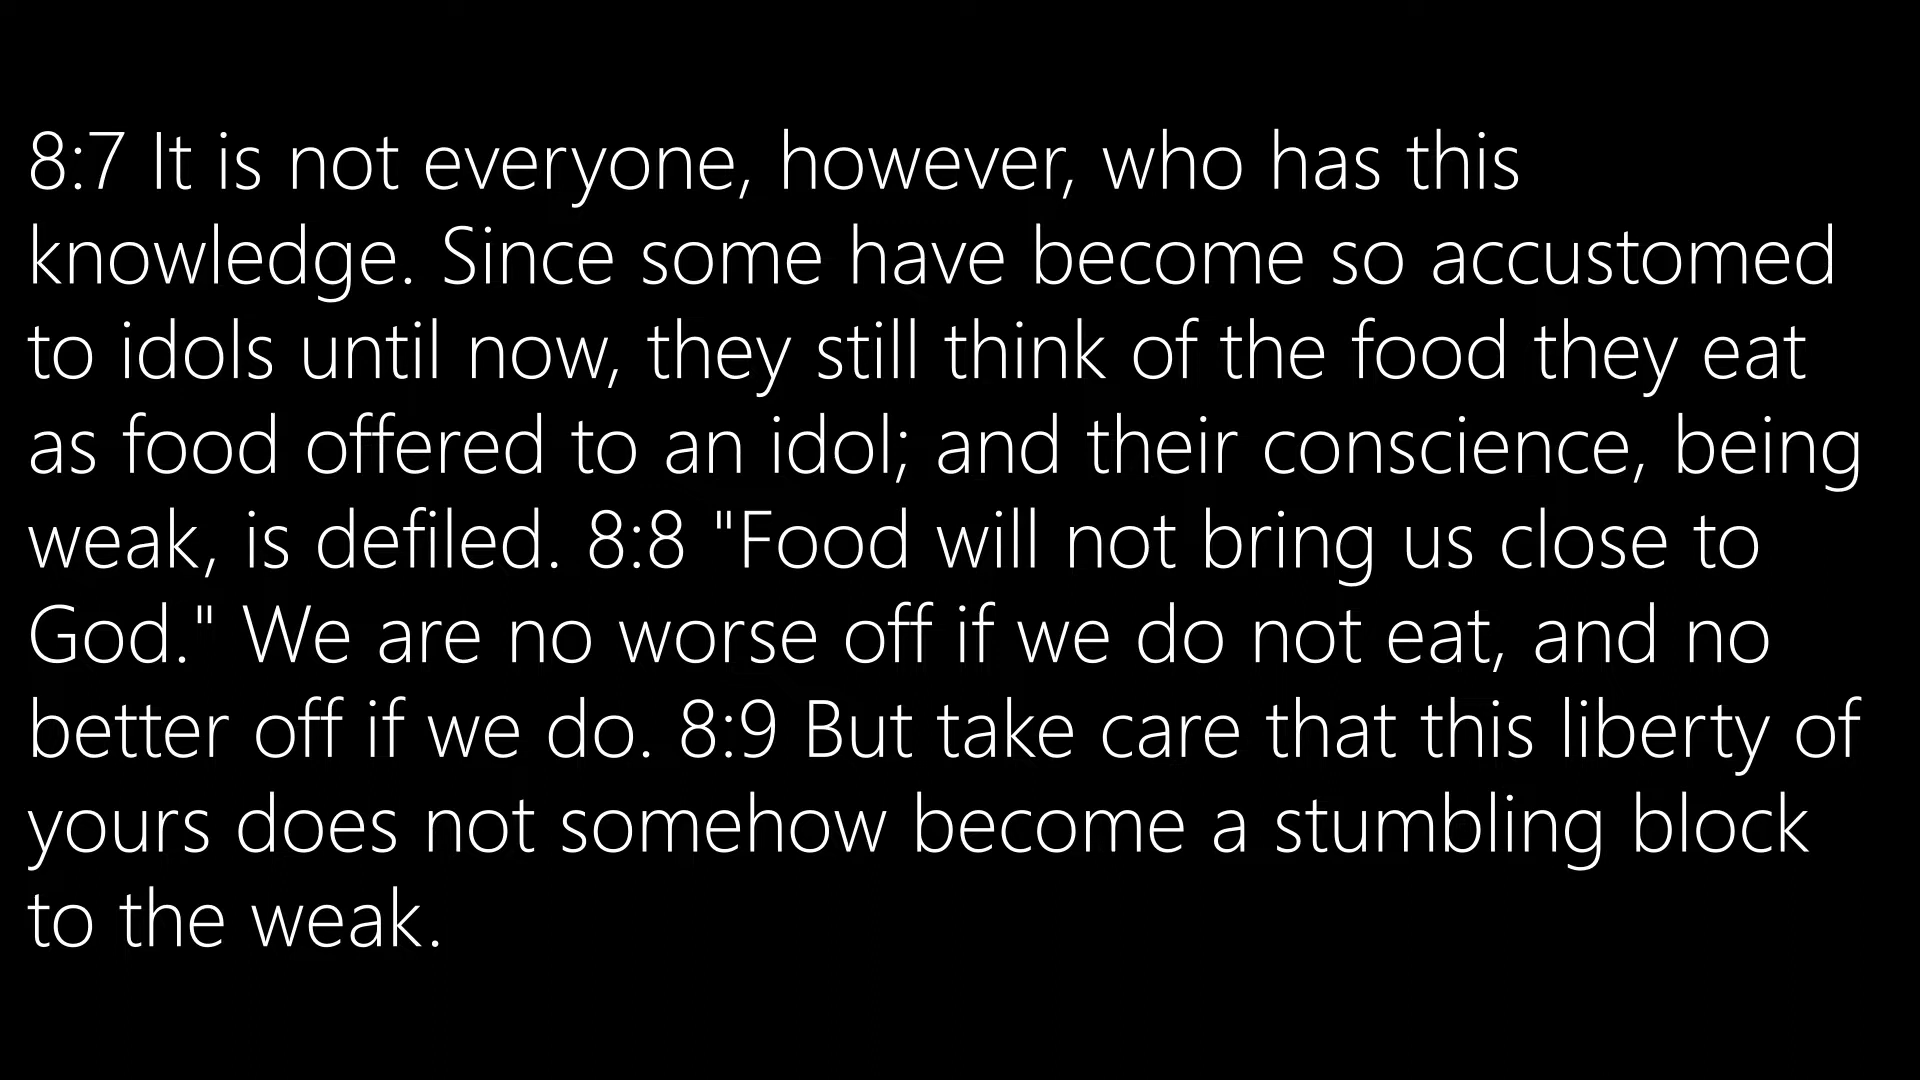 8:7 It is not everyone, however, who has this
knowledge. Since some have become so accustomed
to idols until now, they still think of the food they eat
as food offered to an idol; and their conscience, being
weak, is defiled. 8:8 "Food will not bring us close to
God." We are no worse off if we do not eat, and no
better off if we do. 8:9 But take care that this liberty of
yours does not somehow become a stumbling block
to the weak.